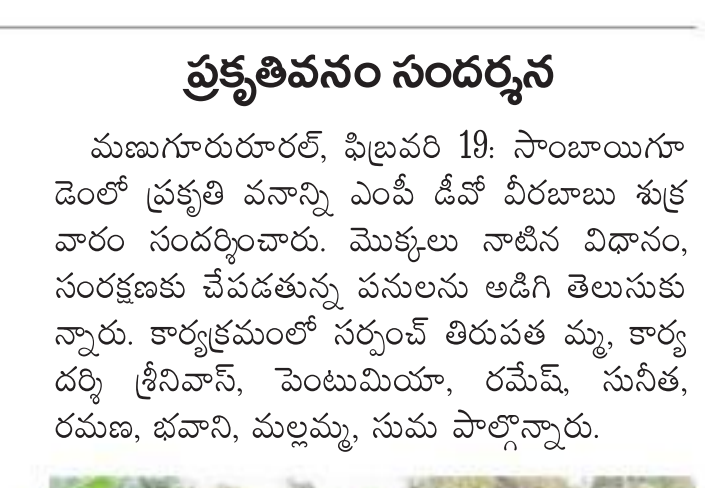 ప్రకృతివనం సందర్శన
మణుగూరురూరల్, ఫిబ్రవరి 19: సాంబాయిగూ
డెంలో ప్రకృతి వనాన్ని ఎంపీ డీవో వీరబాబు శుక్ర
వారం సందర్శించారు. మొక్కలు నాటిన విధానం,
సంరక్షణకు చేపడతున్న పనులను అడిగి తెలుసుకు
న్నారు. కార్యక్రమంలో సర్పంచ్ తిరుపత మ్మ, కార్య
దర్శి శ్రీనివాస్, పెంటుమియా, రమేష్, సునీత,
రమణ, భవాని, మల్లమ్మ, సుమ పాల్గొన్నారు.